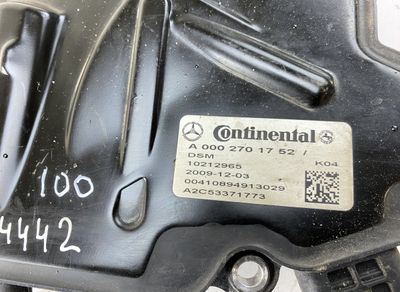 Continental
A 000 270 17 52 /
DSM
10212965 K04
2009-12-03
00410894913029
A2C53371773
100
4442